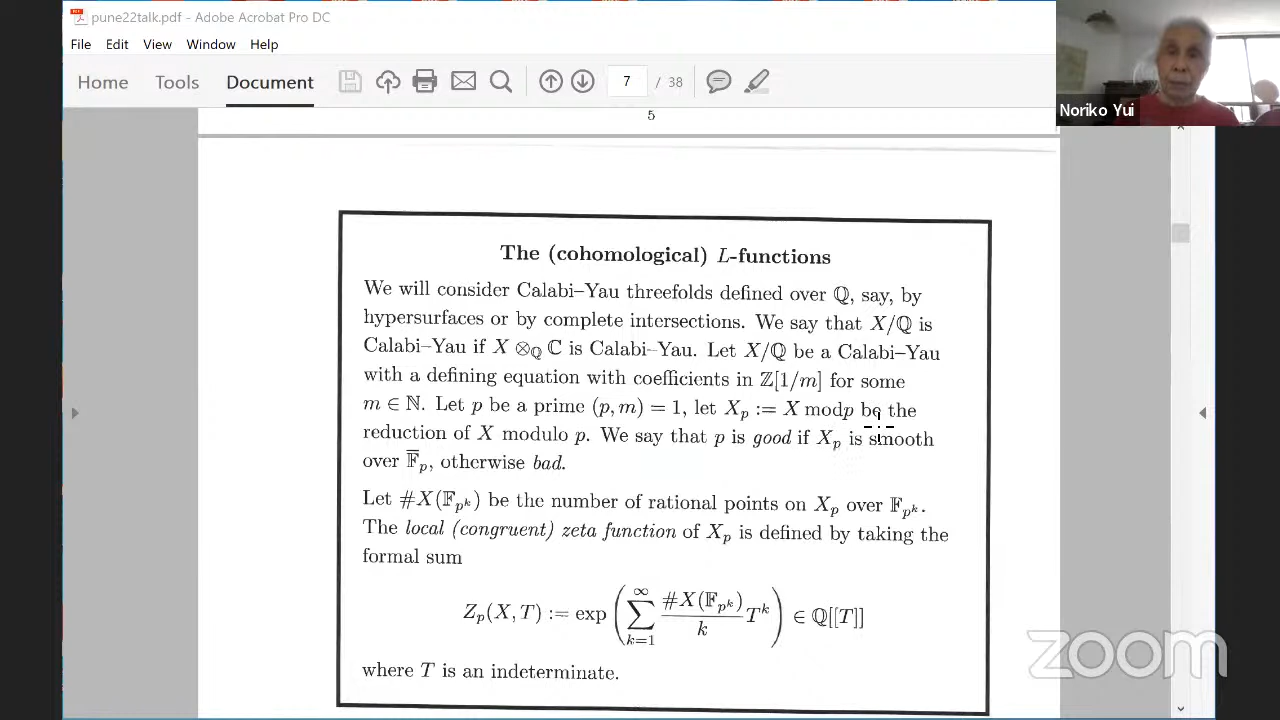 pune22talk.pdf - Adobe Acrobat Pro DC
File Edit View Window Help
Home Tools Document 7 / 38
Noriko Yui
5
The (cohomological) L-functions
We will consider Calabi–Yau threefolds defined over ℚ, say, by
hypersurfaces or by complete intersections. We say that X/ℚ is
Calabi–Yau if X ⊗_ℚ ℂ is Calabi–Yau. Let X/ℚ be a Calabi–Yau
with a defining equation with coefficients in ℤ[1/m] for some
m ∈ ℕ. Let p be a prime (p, m) = 1, let X_p := X modp be the
reduction of X modulo p. We say that p is good if X_p is smooth
over 𝔽̅_p, otherwise bad.
Let #X(𝔽_{p^k}) be the number of rational points on X_p over 𝔽_{p^k}.
The local (congruent) zeta function of X_p is defined by taking the
formal sum
Z_p(X, T) := exp ( ∑_{k=1}^{∞} \frac{#X(𝔽_{p^k})}{k} T^k ) ∈ ℚ[[T]]
where T is an indeterminate.
zoom